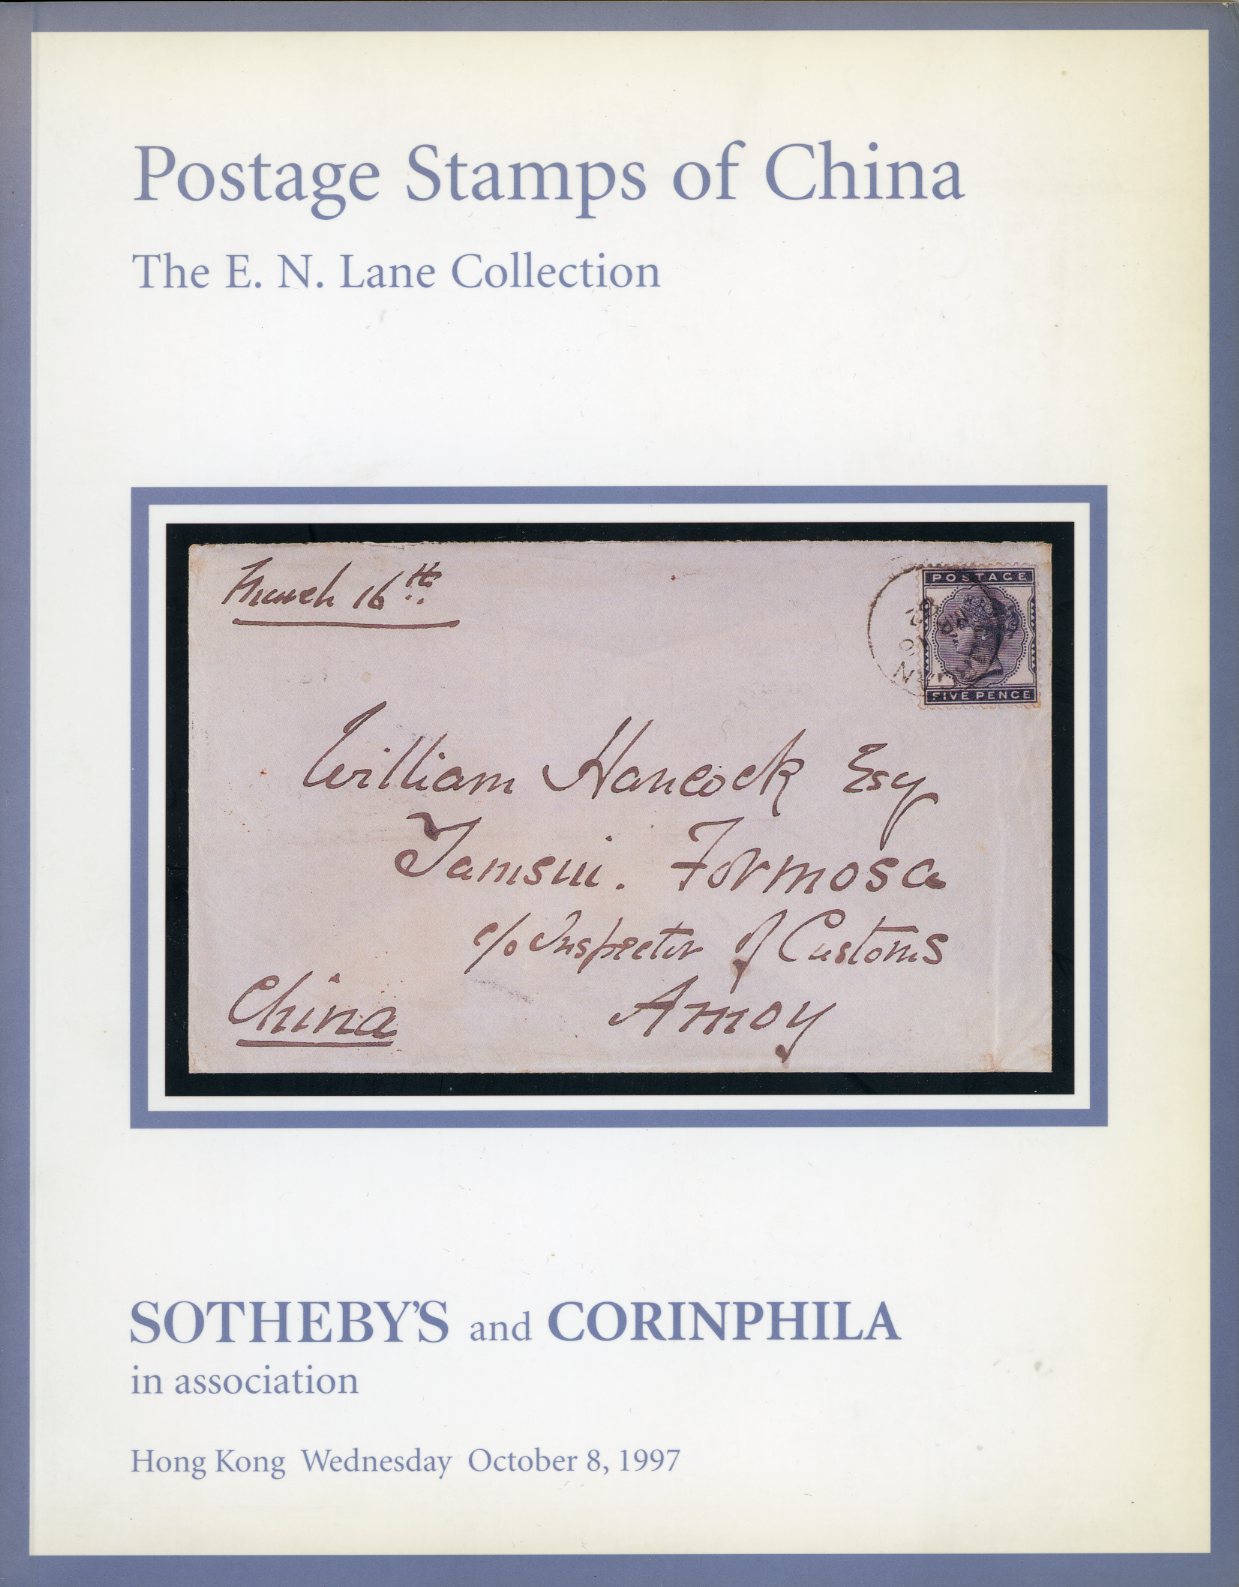 Postage Stamps of China
The E. N. Lane Collection
March 16th
POSTAGE
82
FIVE PENCE
William Hancock Esq
Tamsui. Formosa
c/o Inspector of Customs
China
Amoy
SOTHEBY'S and CORINPHILA
in association
Hong Kong Wednesday October 8, 1997